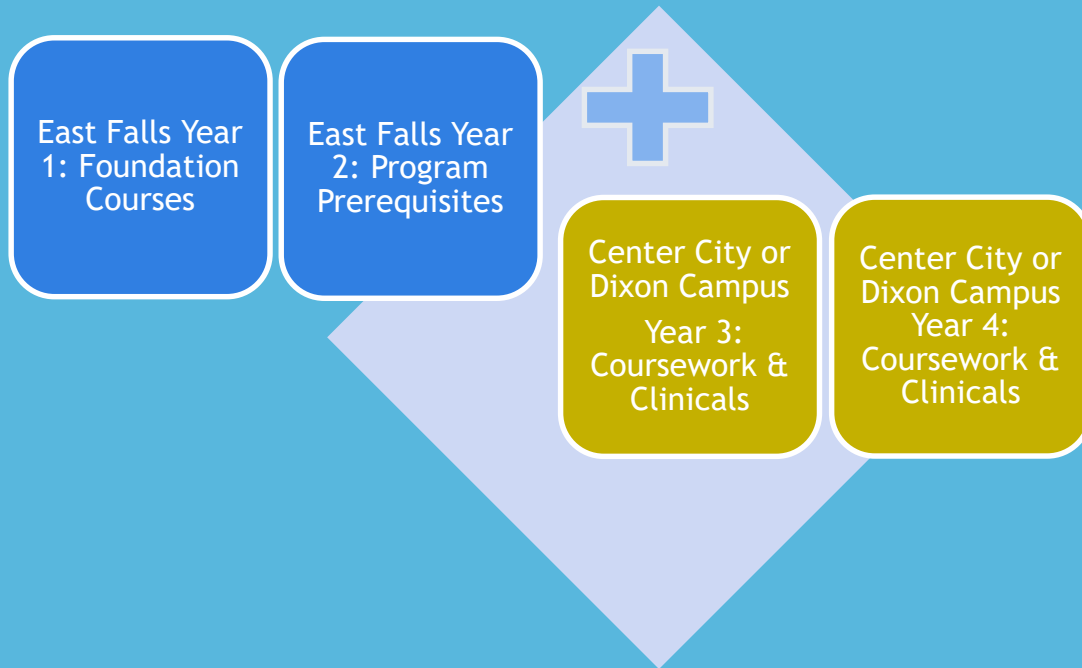 East Falls Year
1: Foundation
Courses
East Falls Year
2: Program
Prerequisites
Center City or
Dixon Campus
Year 3:
Coursework &
Clinicals
Center City or
Dixon Campus
Year 4:
Coursework &
Clinicals